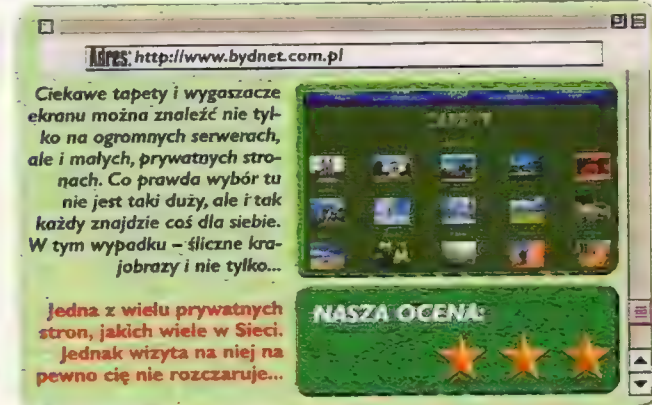 Adres: http://www.bydnet.com.pl
Ciekawe tapety i wygaszacze
ekranu można znaleźć nie tyl-
ko na ogromnych serwerach,
ale i małych, prywatnych stro-
nach. Co prawda wybór tu
nie jest taki duży, ale i tak
każdy znajdzie coś dla siebie.
W tym wypadku – śliczne kra-
jobrazy i nie tylko...
Jedna z wielu prywatnych
stron, jakich wiele w Sieci.
Jednak wizyta na niej na
pewno cię nie rozczaruje...
NASZA OCENA: